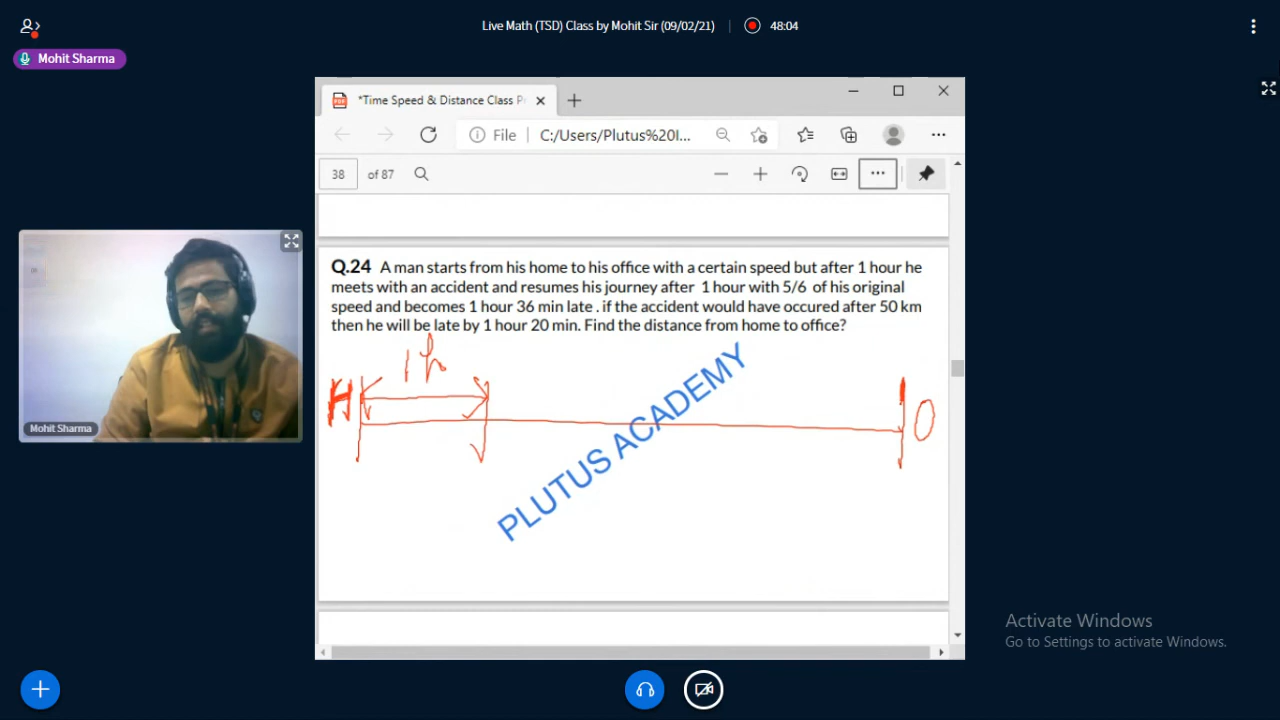 Live Math (TSD) Class by Mohit Sir (09/02/21)
48:04
Mohit Sharma
*Time Speed & Distance Class P
File
C:/Users/Plutus%20I...
38
of 87
Q.24 A man starts from his home to his office with a certain speed but after 1 hour he
meets with an accident and resumes his journey after 1 hour with 5/6 of his original
speed and becomes 1 hour 36 min late . if the accident would have occured after 50 km
then he will be late by 1 hour 20 min. Find the distance from home to office?
1h
H
O
PLUTUS ACADEMY
Mohit Sharma
Activate Windows
Go to Settings to activate Windows.